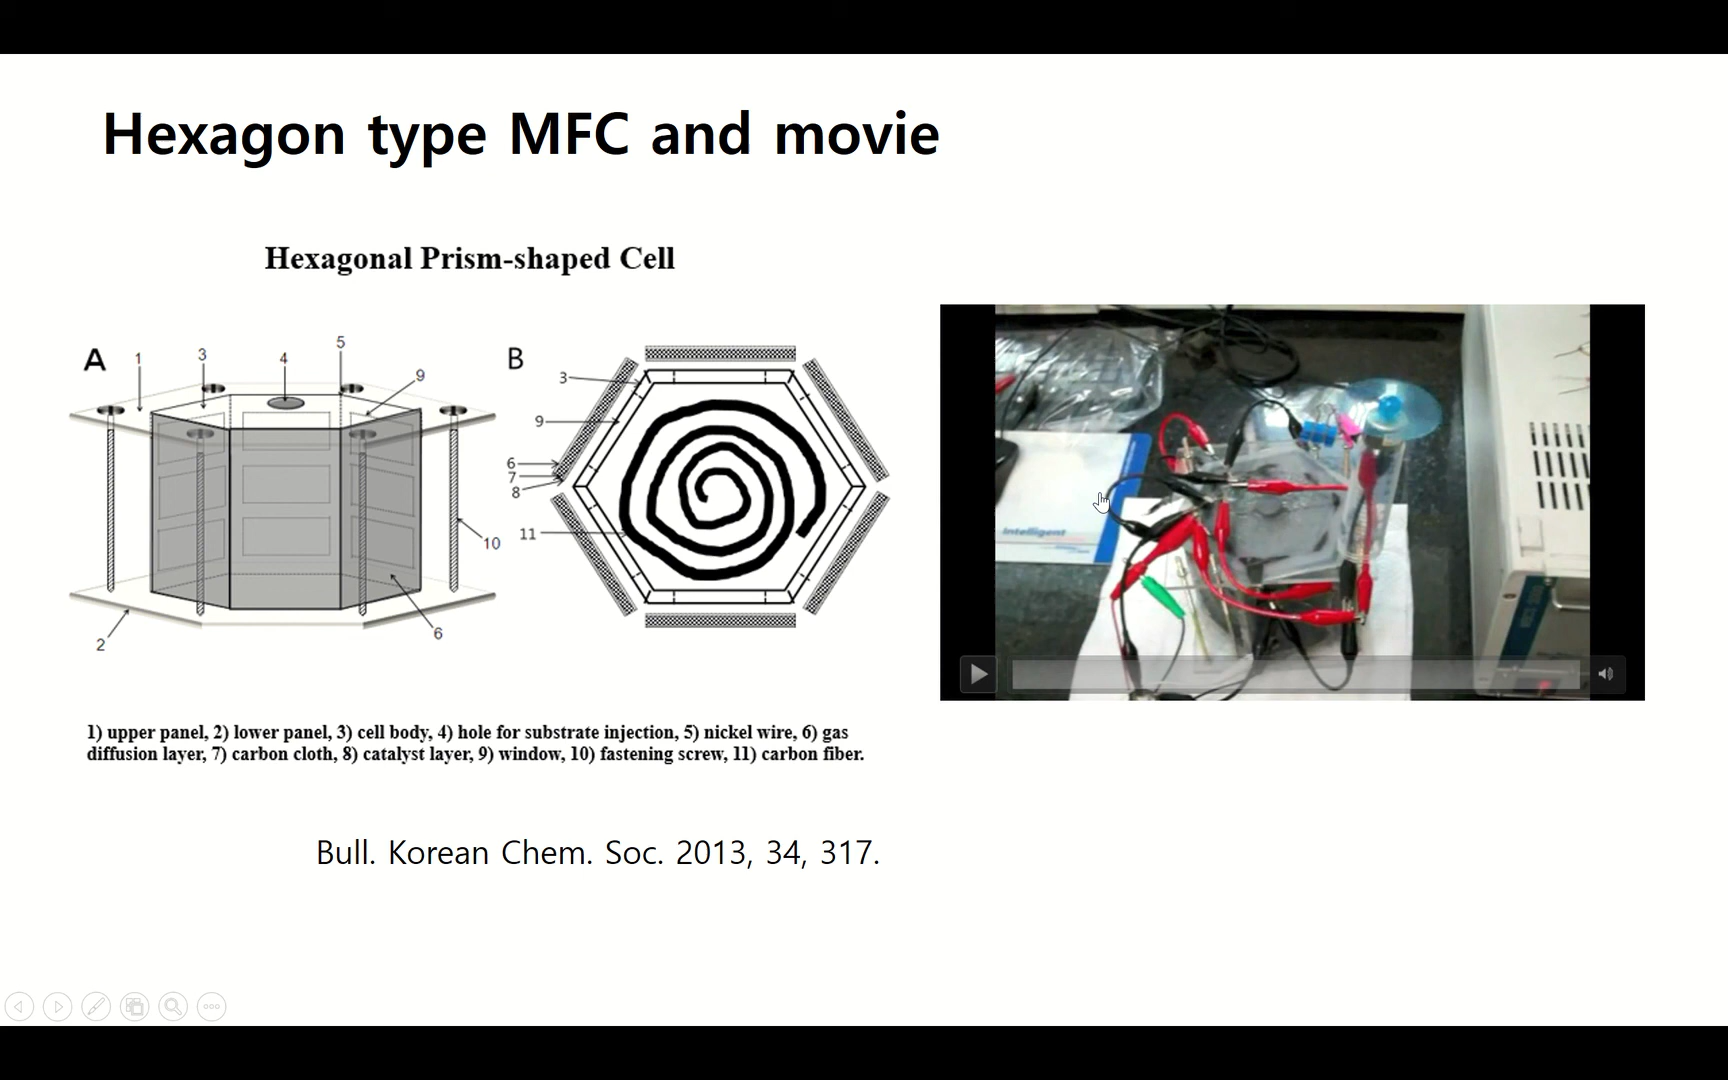 Hexagon type MFC and movie
Hexagonal Prism-shaped Cell
A
1
3
4
5
9
10
2
6
B
3
9
6
7
8
11
Intelligent
1) upper panel, 2) lower panel, 3) cell body, 4) hole for substrate injection, 5) nickel wire, 6) gas
diffusion layer, 7) carbon cloth, 8) catalyst layer, 9) window, 10) fastening screw, 11) carbon fiber.
Bull. Korean Chem. Soc. 2013, 34, 317.